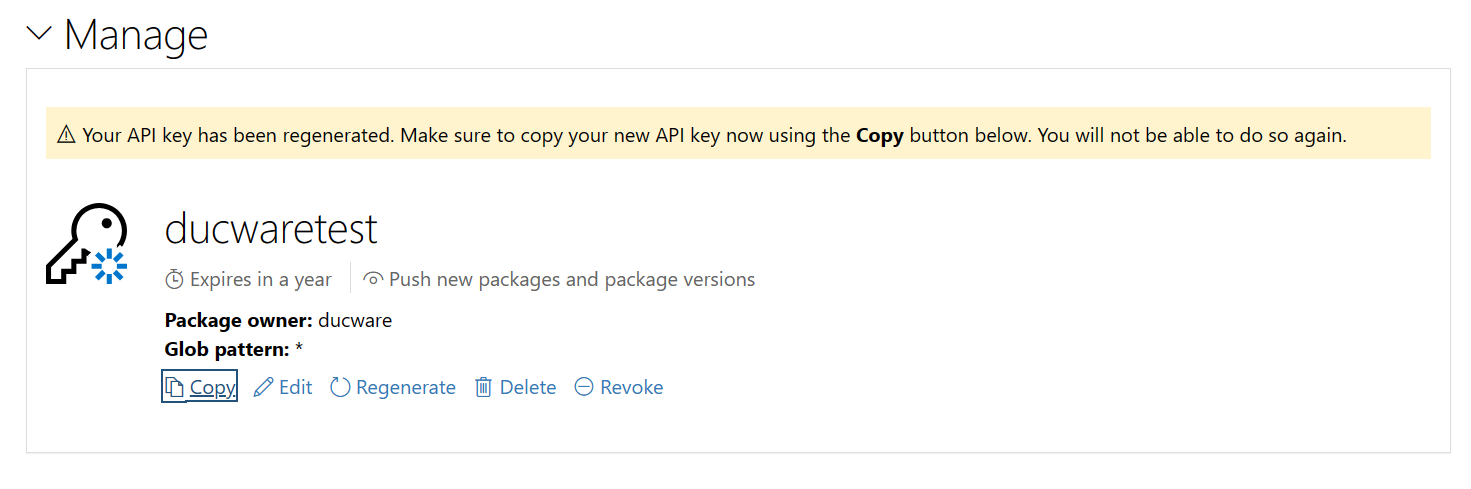 Manage
Your API key has been regenerated. Make sure to copy your new API key now using the Copy button below. You will not be able to do so again.
ducwaretest
Expires in a year Push new packages and package versions
Package owner: ducware
Glob pattern: *
Copy Edit Regenerate Delete Revoke